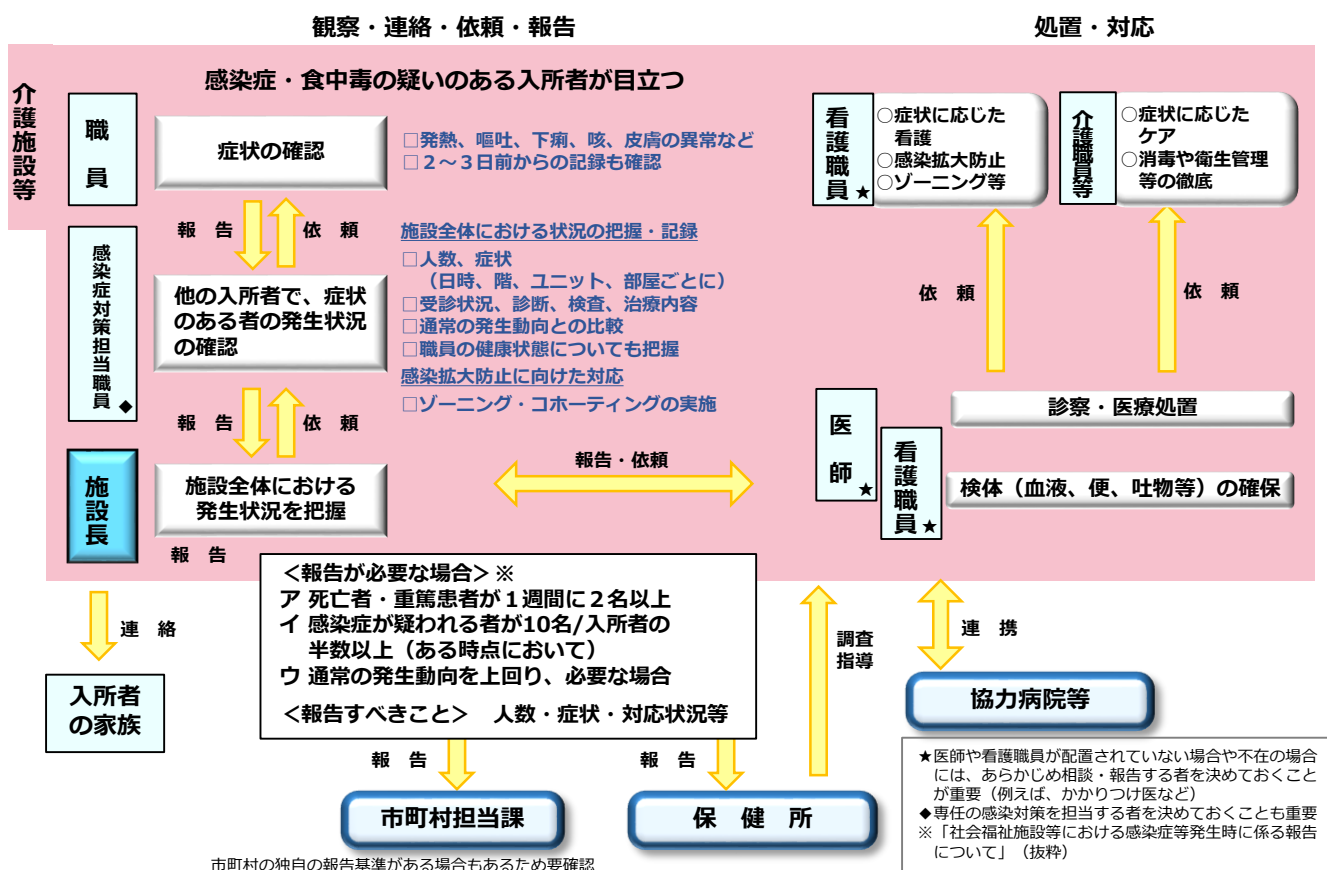 観察・連絡・依頼・報告
処置・対応
介護施設等
感染症・食中毒の疑いのある入所者が目立つ
職員
症状の確認
□発熱、嘔吐、下痢、咳、皮膚の異常など
□２～３日前からの記録も確認
報告
依頼
感染症対策担当職員◆
他の入所者で、症状
のある者の発生状況
の確認
施設全体における状況の把握・記録
□人数、症状
（日時、階、ユニット、部屋ごとに）
□受診状況、診断、検査、治療内容
□通常の発生動向との比較
□職員の健康状態についても把握
感染拡大防止に向けた対応
□ゾーニング・コホーティングの実施
報告
依頼
施設長
施設全体における
発生状況を把握
報告
報告・依頼
看護職員★
○症状に応じた
看護
○感染拡大防止
○ゾーニング等
介護職員等
○症状に応じた
ケア
○消毒や衛生管理
等の徹底
依頼
依頼
医師★
看護職員★
診察・医療処置
検体（血液、便、吐物等）の確保
連絡
入所者
の家族
＜報告が必要な場合＞※
ア 死亡者・重篤患者が１週間に２名以上
イ 感染症が疑われる者が10名/入所者の
半数以上（ある時点において）
ウ 通常の発生動向を上回り、必要な場合
＜報告すべきこと＞　人数・症状・対応状況等
報告
報告
調査
指導
連携
市町村担当課
保健所
協力病院等
市町村の独自の報告基準がある場合もあるため要確認
★医師や看護職員が配置されていない場合や不在の場合
には、あらかじめ相談・報告する者を決めておくこと
が重要（例えば、かかりつけ医など）
◆専任の感染対策を担当する者を決めておくことも重要
※「社会福祉施設等における感染症等発生時に係る報告
について」（抜粋）